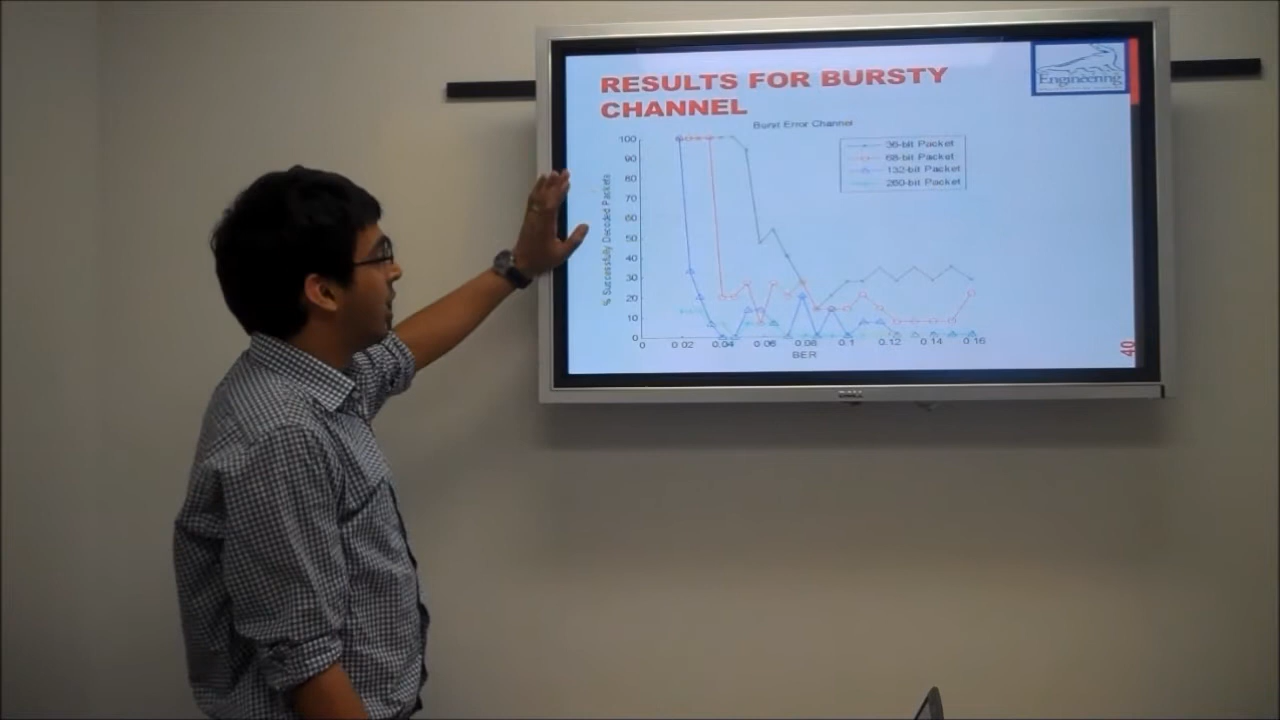 RESULTS FOR BURSTY
CHANNEL
Engineering
Burst Error Channel
36-bit Packet
68-bit Packet
132-bit Packet
260-bit Packet
% Successfully Decoded Packets
100
90
80
70
60
50
40
30
20
10
0
0 0.02 0.04 0.06 0.08 0.1 0.12 0.14 0.16
BER
40
DELL